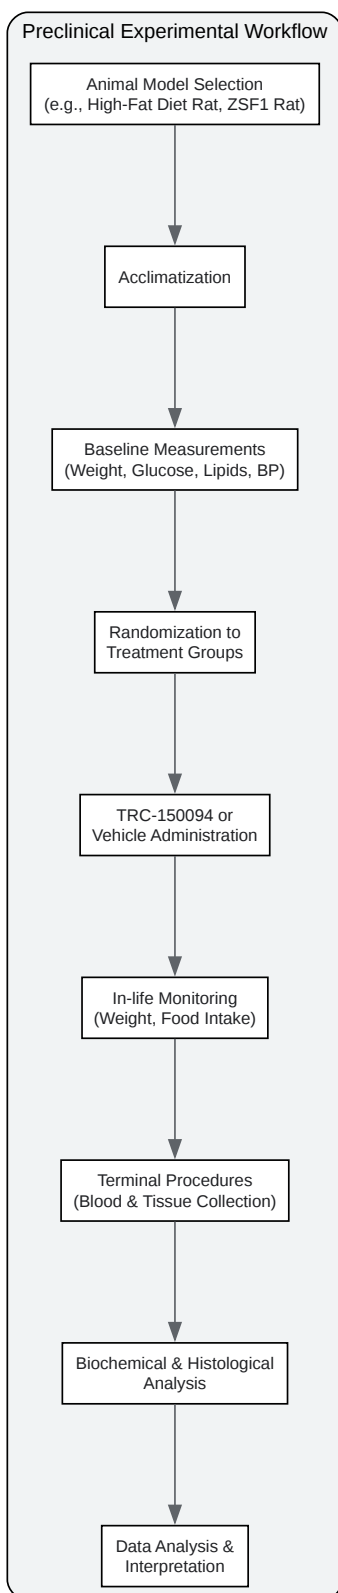 Preclinical Experimental Workflow
Animal Model Selection
(e.g., High-Fat Diet Rat, ZSF1 Rat)
Acclimatization
Baseline Measurements
(Weight, Glucose, Lipids, BP)
Randomization to
Treatment Groups
TRC-150094 or
Vehicle Administration
In-life Monitoring
(Weight, Food Intake)
Terminal Procedures
(Blood & Tissue Collection)
Biochemical & Histological
Analysis
Data Analysis &
Interpretation